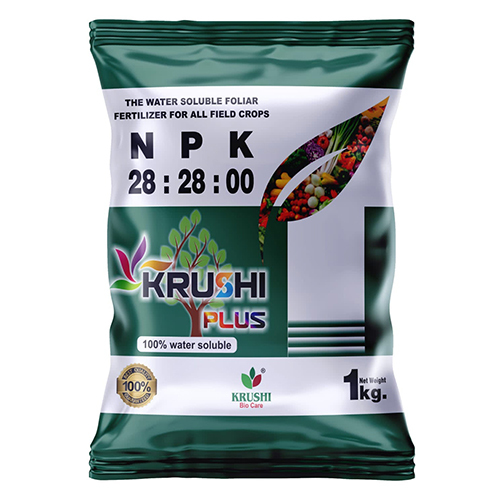 THE WATER SOLUBLE FOLIAR
FERTILIZER FOR ALL FIELD CROPS
N P K
28 : 28 : 00
KRUSHI
PLUS
100% water soluble
100%
KRUSHI
Bio Care
Net Weight
1kg.